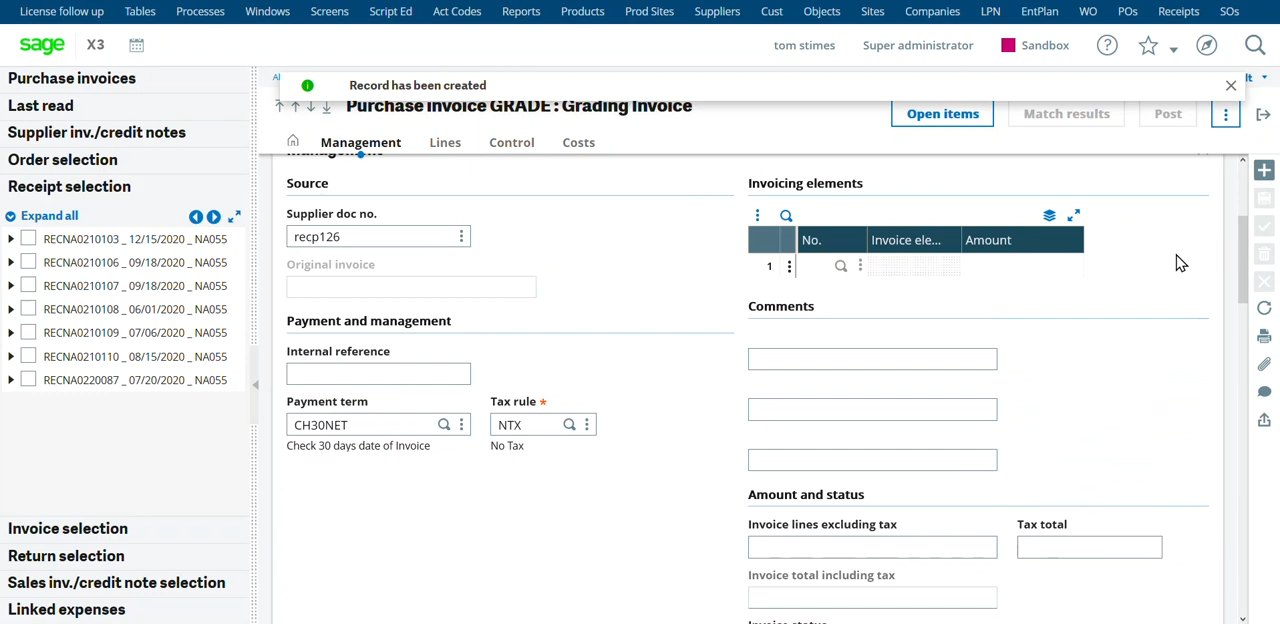 License follow up Tables Processes Windows Screens Script Ed Act Codes Reports Products Prod Sites Suppliers Cust Objects Sites Companies LPN EntPlan WO POs Receipts SOs
sage X3 tom stimes Super administrator Sandbox
Purchase invoices
Last read
Supplier inv./credit notes
Order selection
Receipt selection
Expand all
RECNA0210103 _ 12/15/2020 _ NA055
RECNA0210106 _ 09/18/2020 _ NA055
RECNA0210107 _ 09/18/2020 _ NA055
RECNA0210108 _ 06/01/2020 _ NA055
RECNA0210109 _ 07/06/2020 _ NA055
RECNA0210110 _ 08/15/2020 _ NA055
RECNA0220087 _ 07/20/2020 _ NA055
Invoice selection
Return selection
Sales inv./credit note selection
Linked expenses
Record has been created
Purchase invoice GRADE : Grading Invoice
Open items Match results Post
Management Lines Control Costs
Management
Source
Supplier doc no.
recp126
Original invoice
Payment and management
Internal reference
Payment term Tax rule *
CH30NET NTX
Check 30 days date of Invoice No Tax
Invoicing elements
No. Invoice ele... Amount
1
Comments
Amount and status
Invoice lines excluding tax Tax total
Invoice total including tax
Invoice status